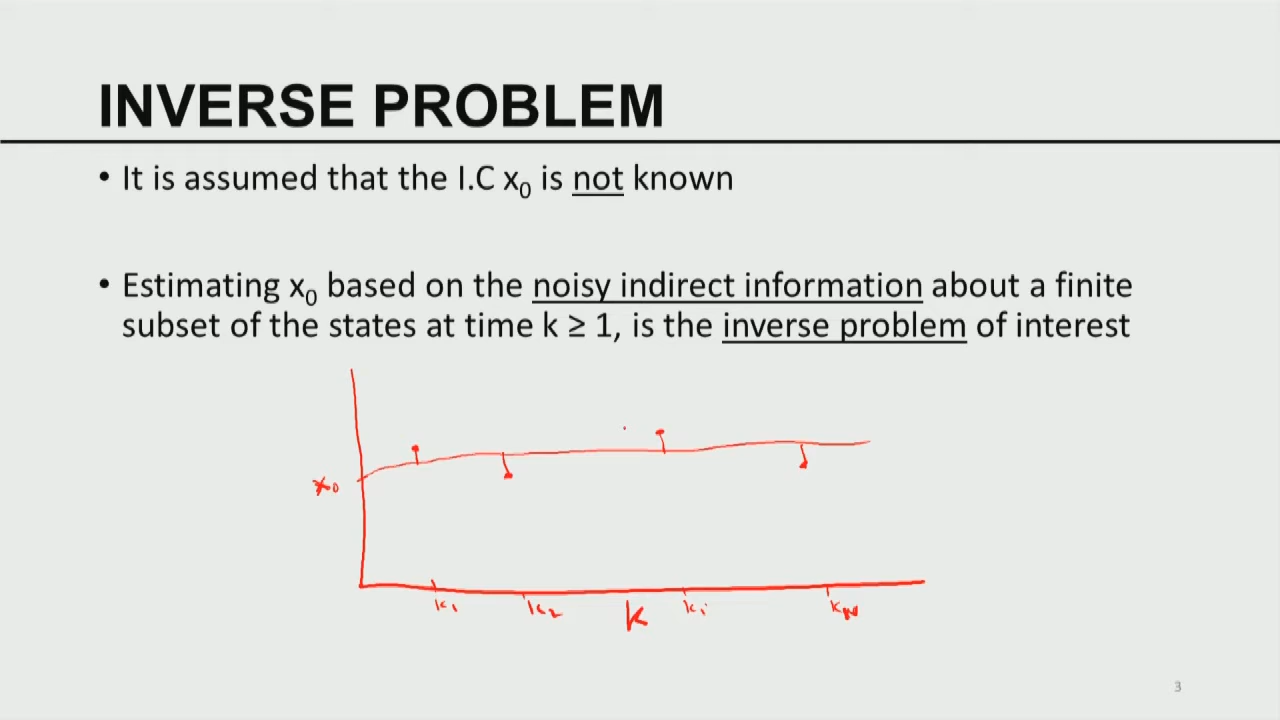 INVERSE PROBLEM
• It is assumed that the I.C x₀ is not known
• Estimating x₀ based on the noisy indirect information about a finite
subset of the states at time k ≥ 1, is the inverse problem of interest
x₀
k₁ k₂ k kᵢ k_N
3